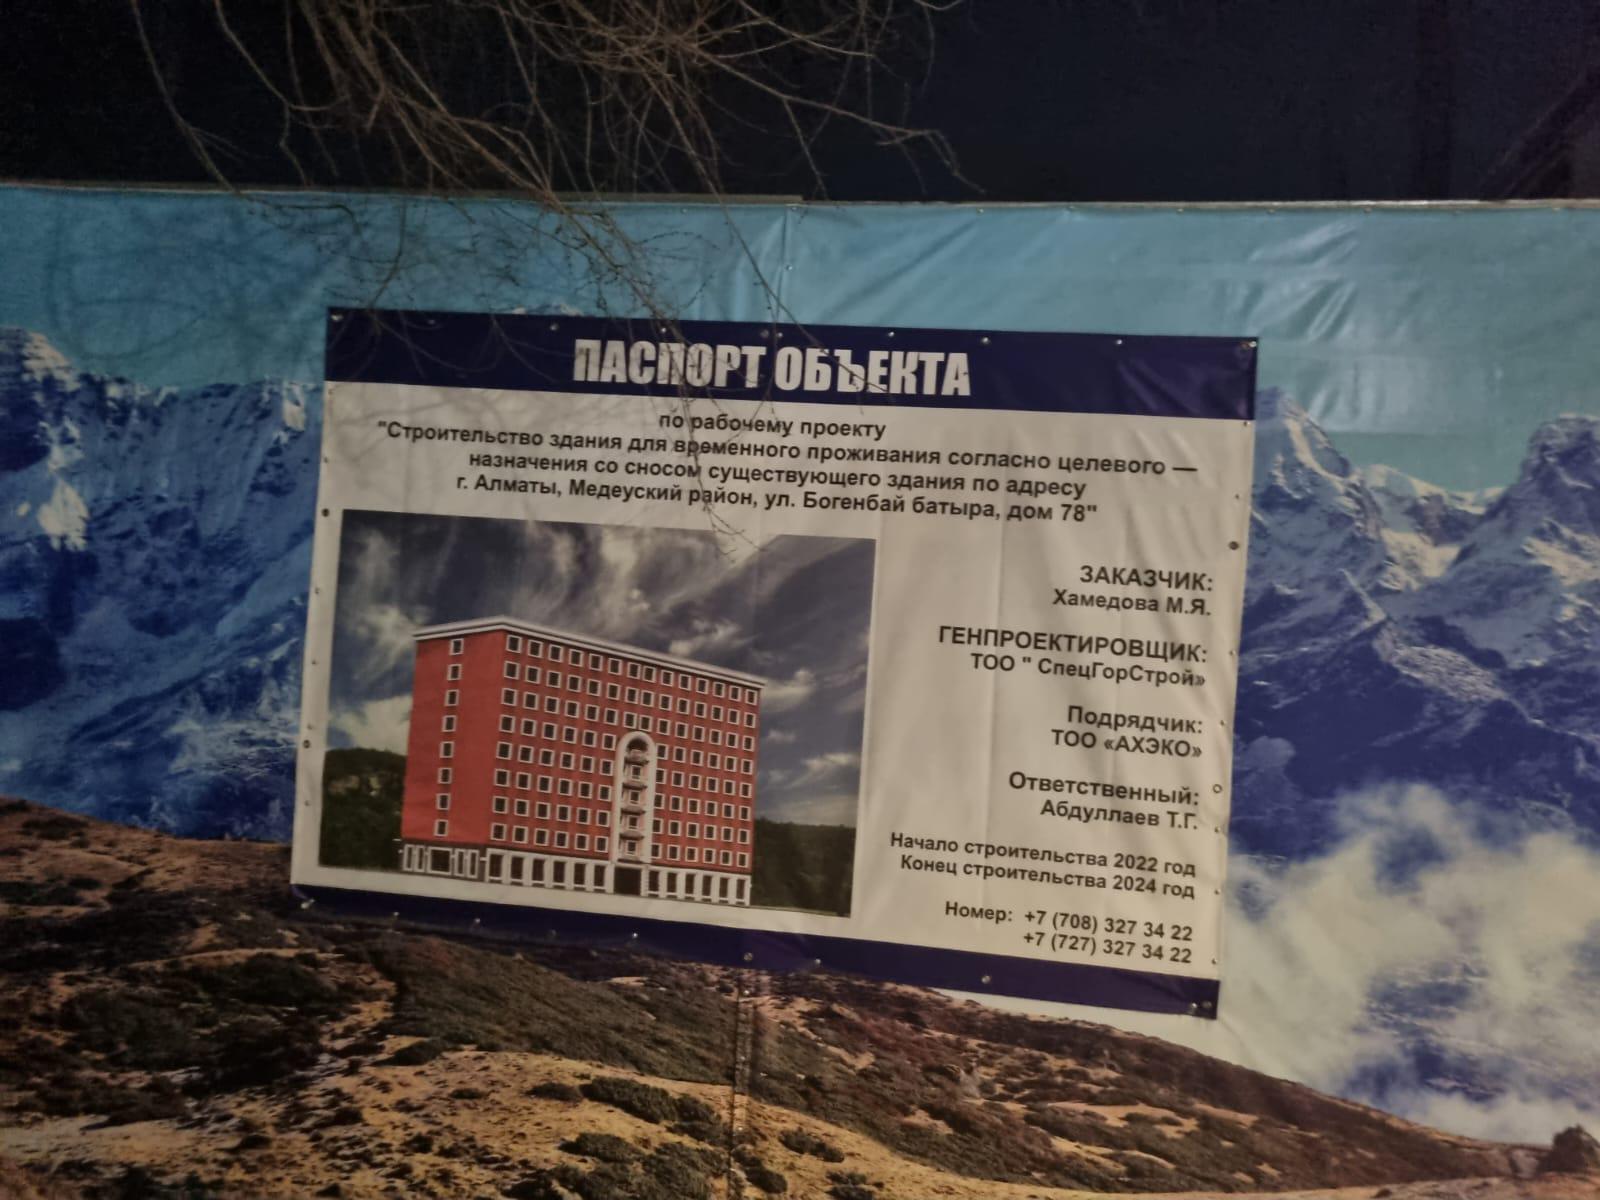 ПАСПОРТ ОБЪЕКТА
по рабочему проекту
"Строительство здания для временного проживания согласно целевого —
назначения со сносом существующего здания по адресу
г. Алматы, Медеуский район, ул. Богенбай батыра, дом 78"
ЗАКАЗЧИК:
Хамедова М.Я.
ГЕНПРОЕКТИРОВЩИК:
ТОО " СпецГорСтрой»
Подрядчик:
ТОО «АХЭКО»
Ответственный:
Абдуллаев Т.Г.
Начало строительства 2022 год
Конец строительства 2024 год
Номер: +7 (708) 327 34 22
+7 (727) 327 34 22